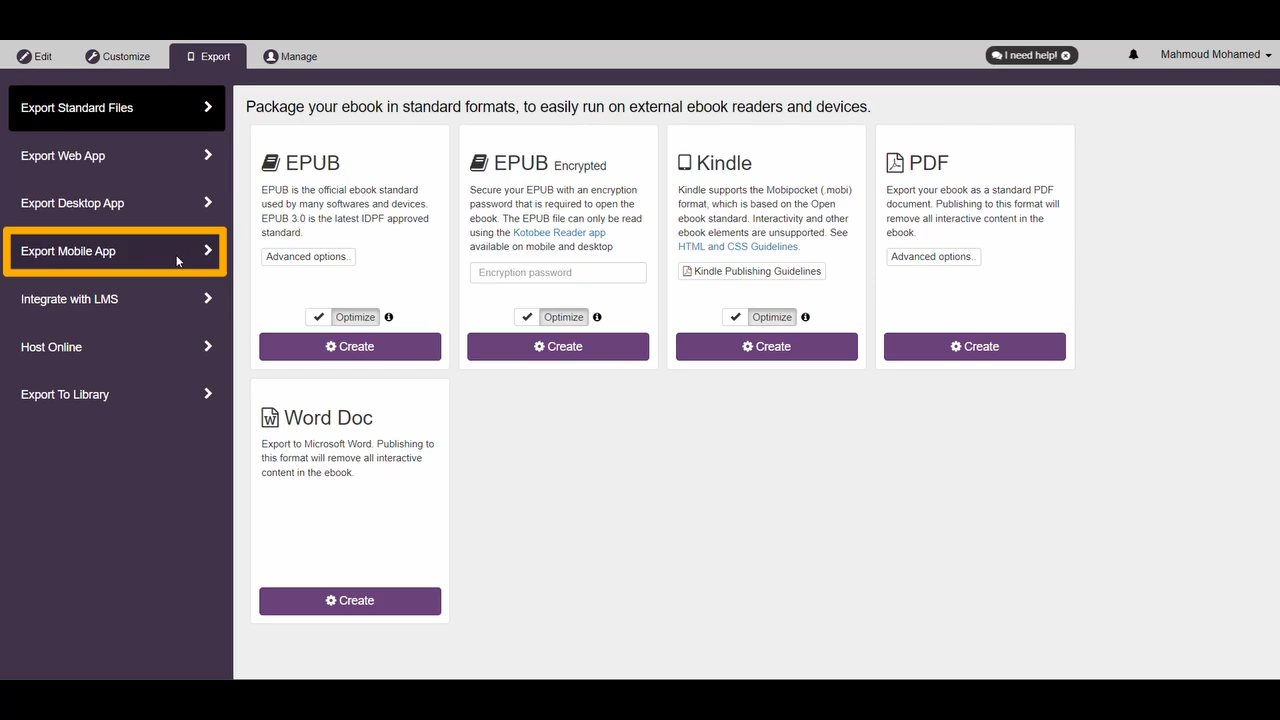 Edit
Customize
Export
Manage
I need help!
Mahmoud Mohamed
Export Standard Files
Export Web App
Export Desktop App
Export Mobile App
Integrate with LMS
Host Online
Export To Library
Package your ebook in standard formats, to easily run on external ebook readers and devices.
EPUB
EPUB is the official ebook standard
used by many softwares and devices.
EPUB 3.0 is the latest IDPF approved
standard.
Advanced options..
Optimize
Create
EPUB Encrypted
Secure your EPUB with an encryption
password that is required to open the
ebook. The EPUB file can only be read
using the Kotobee Reader app
available on mobile and desktop
Encryption password
Optimize
Create
Kindle
Kindle supports the Mobipocket (.mobi)
format, which is based on the Open
ebook standard. Interactivity and other
ebook elements are unsupported. See
HTML and CSS Guidelines.
Kindle Publishing Guidelines
Optimize
Create
PDF
Export your ebook as a standard PDF
document. Publishing to this format will
remove all interactive content in the
ebook.
Advanced options..
Create
Word Doc
Export to Microsoft Word. Publishing to
this format will remove all interactive
content in the ebook.
Create